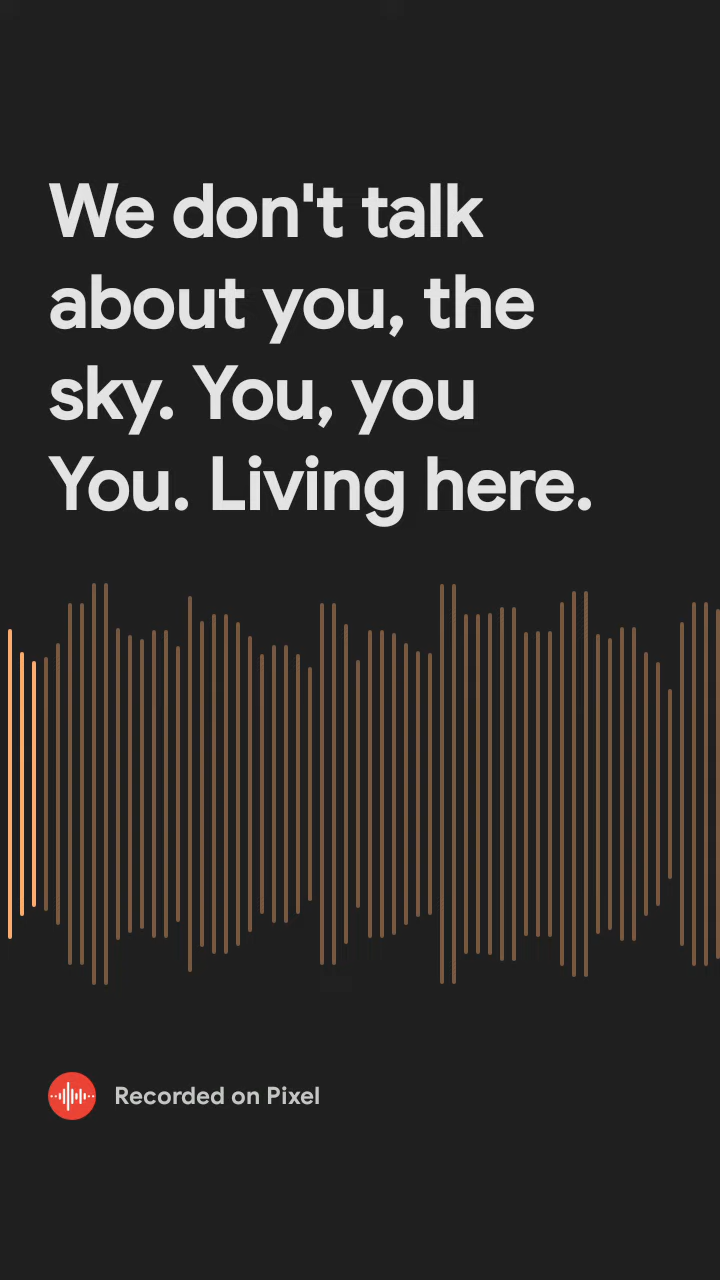 We don't talk
about you, the
sky. You, you
You. Living here.
Recorded on Pixel